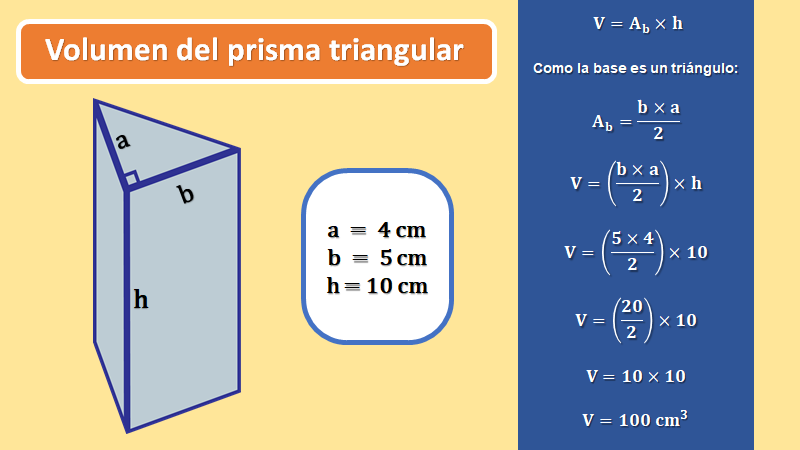 Volumen del prisma triangular
a
b
h
a = 4 cm
b = 5 cm
h = 10 cm
V = A_b × h
Como la base es un triángulo:
A_b = (b × a)/2
V = ((b × a)/2) × h
V = ((5 × 4)/2) × 10
V = (20/2) × 10
V = 10 × 10
V = 100 cm³